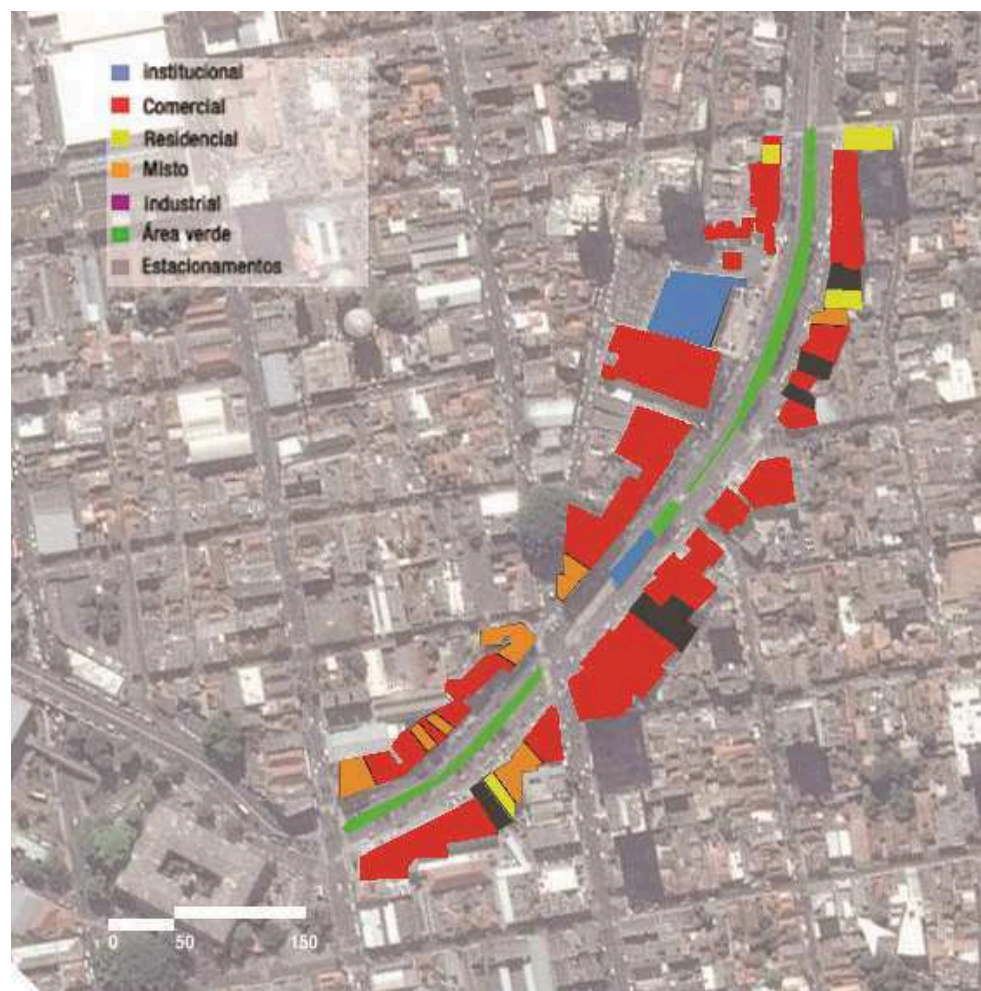 institucional
Comercial
Residencial
Misto
industrial
Área verde
Estacionamentos
0 50 150